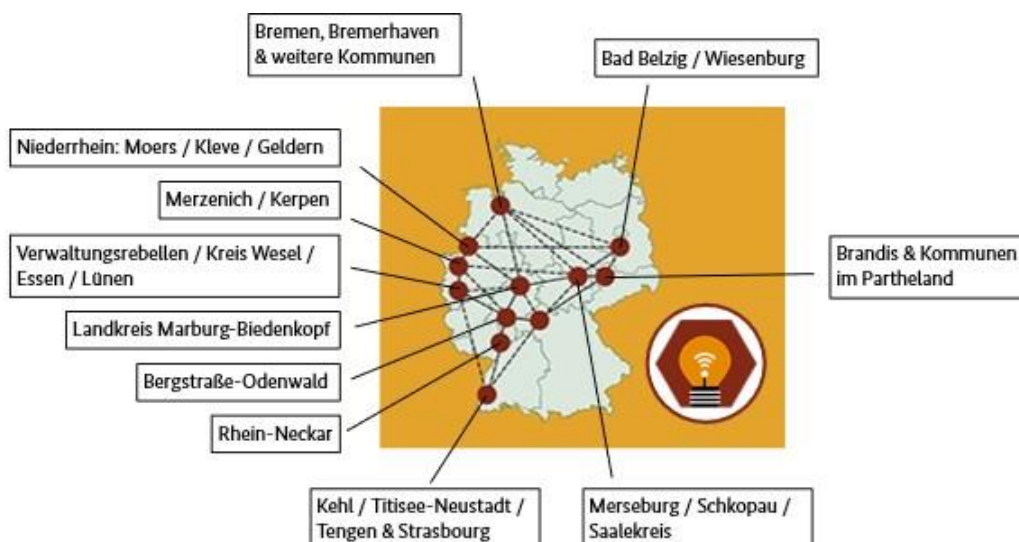 Bremen, Bremerhaven
& weitere Kommunen
Bad Belzig / Wiesenburg
Niederrhein: Moers / Kleve / Geldern
Merzenich / Kerpen
Verwaltungsrebellen / Kreis Wesel /
Essen / Lünen
Brandis & Kommunen
im Partheland
Landkreis Marburg-Biedenkopf
Bergstraße-Odenwald
Rhein-Neckar
Kehl / Titisee-Neustadt /
Tengen & Strasbourg
Merseburg / Schkopau /
Saalekreis